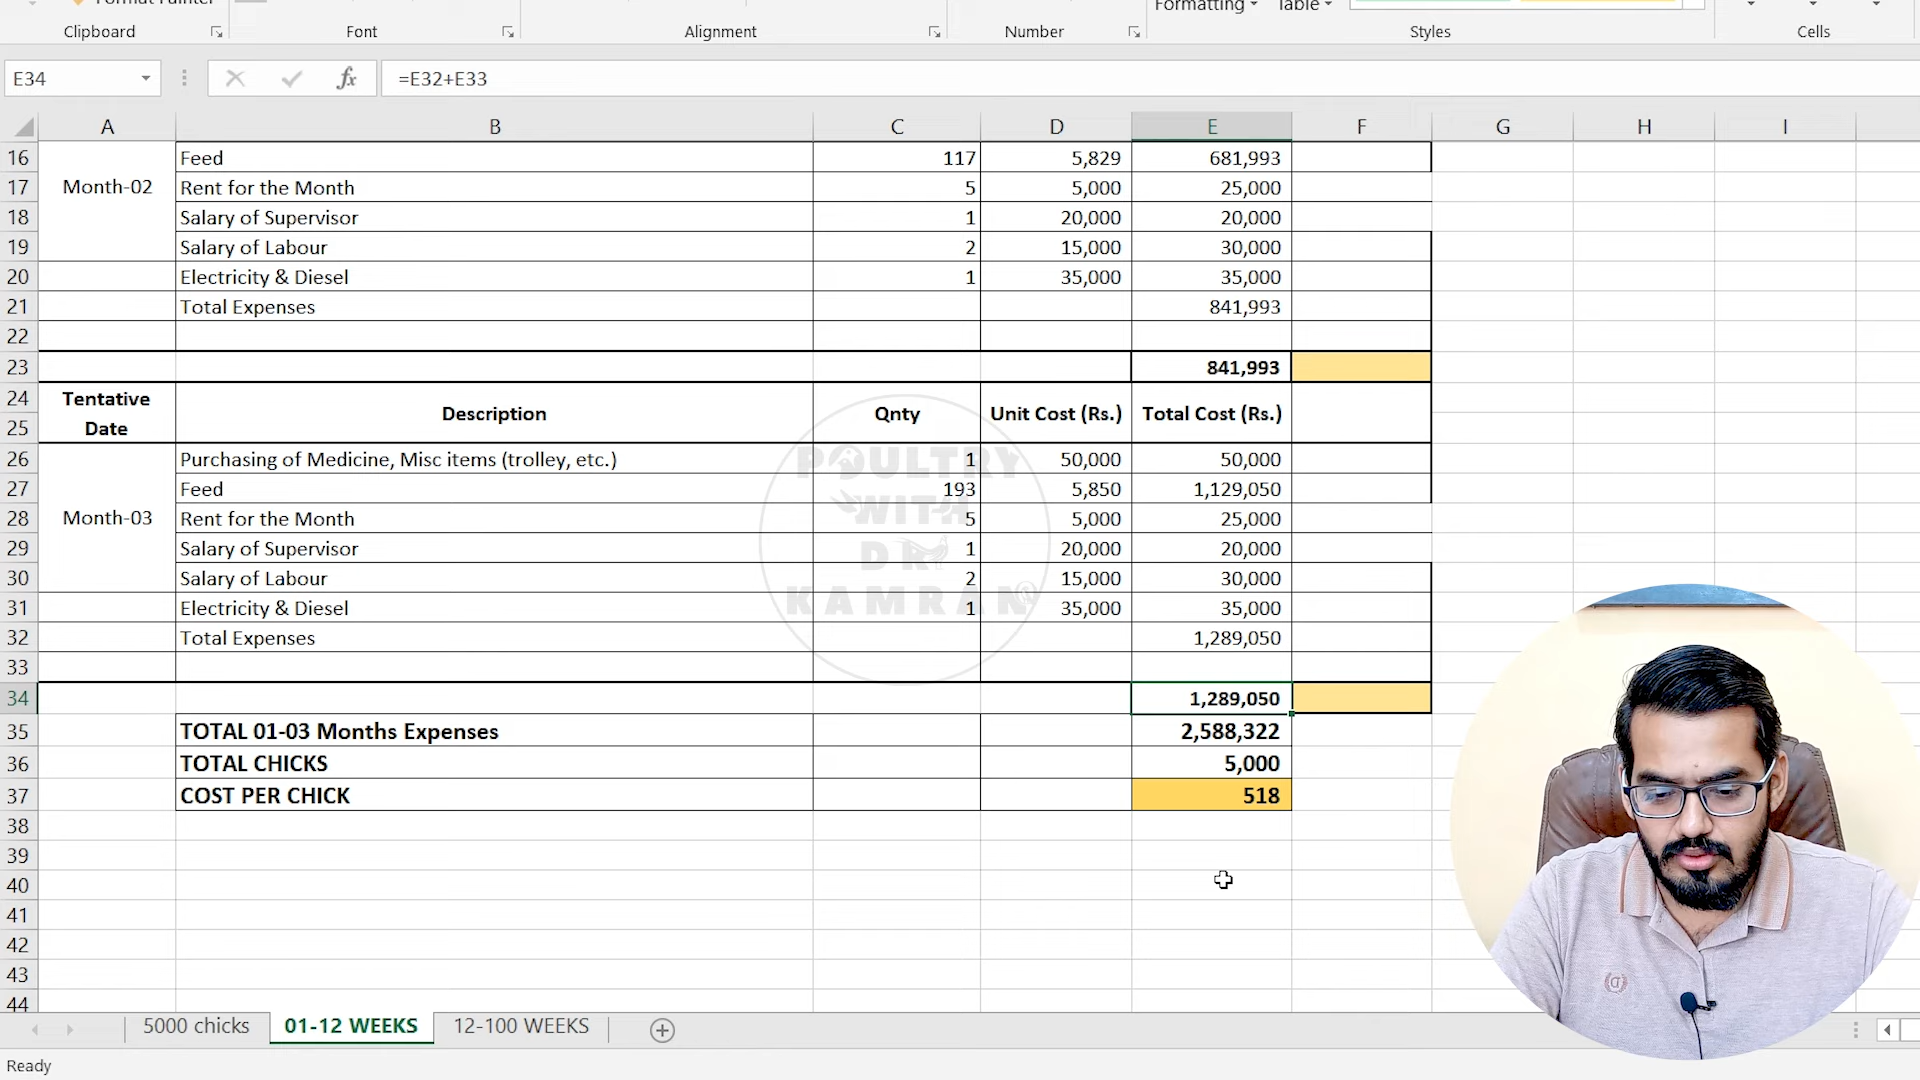 Format Painter
Formatting
Table
Clipboard
Font
Alignment
Number
Styles
Cells
E34
fx
=E32+E33
A B C D E F G H I
16 Feed 117 5,829 681,993
17 Month-02 Rent for the Month 5 5,000 25,000
18 Salary of Supervisor 1 20,000 20,000
19 Salary of Labour 2 15,000 30,000
20 Electricity & Diesel 1 35,000 35,000
21 Total Expenses 841,993
22
23 841,993
24 Tentative
25 Date Description Qnty Unit Cost (Rs.) Total Cost (Rs.)
26 Purchasing of Medicine, Misc items (trolley, etc.) 1 50,000 50,000
27 Feed 193 5,850 1,129,050
28 Month-03 Rent for the Month 5 5,000 25,000
29 Salary of Supervisor 1 20,000 20,000
30 Salary of Labour 2 15,000 30,000
31 Electricity & Diesel 1 35,000 35,000
32 Total Expenses 1,289,050
33
34 1,289,050
35 TOTAL 01-03 Months Expenses 2,588,322
36 TOTAL CHICKS 5,000
37 COST PER CHICK 518
38
39
40
41
42
43
44
POULTRY
WITH
DR
KAMRAN®
5000 chicks
01-12 WEEKS
12-100 WEEKS
Ready